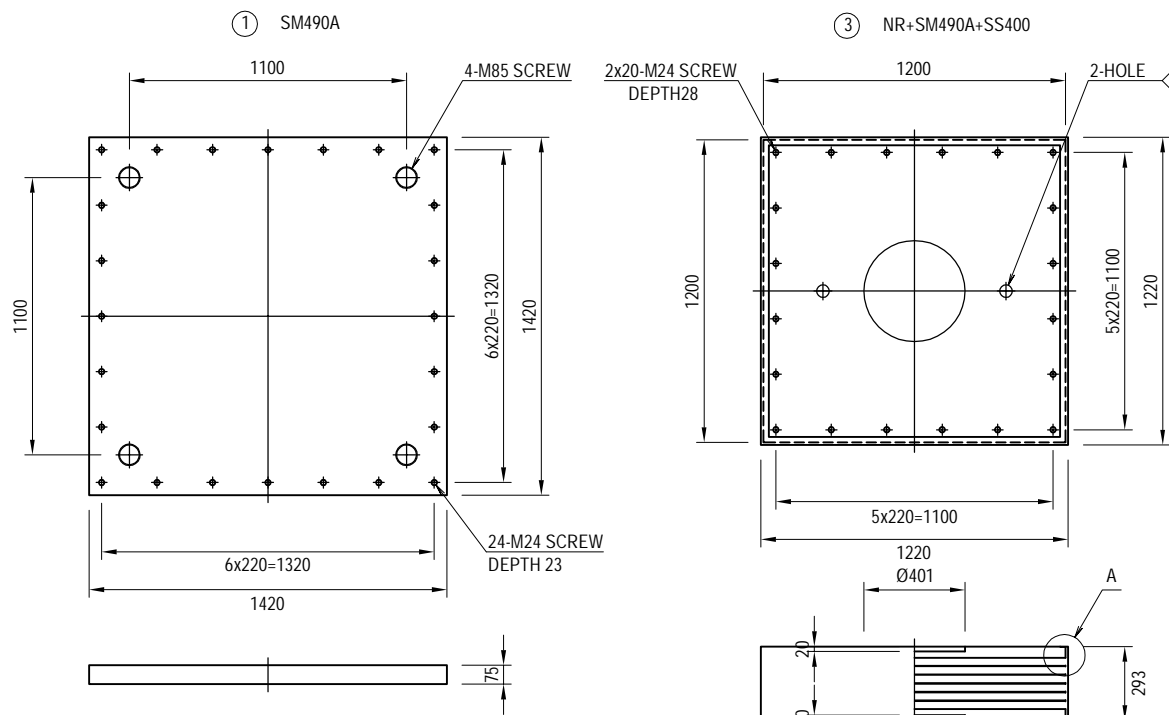 1 SM490A
3 NR+SM490A+SS400
1100
4-M85 SCREW
2x20-M24 SCREW
DEPTH28
1200
2-HOLE
1100
6x220=1320
1420
1200
5x220=1100
1220
24-M24 SCREW
DEPTH 23
6x220=1320
1420
5x220=1100
1220
Ø401
A
75
20
293